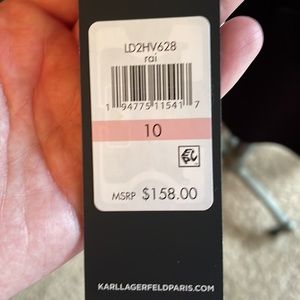 LD2HV628
rai
1 94775 11541 7
10
MSRP $158.00
KARLLAGERFELDPARIS.COM